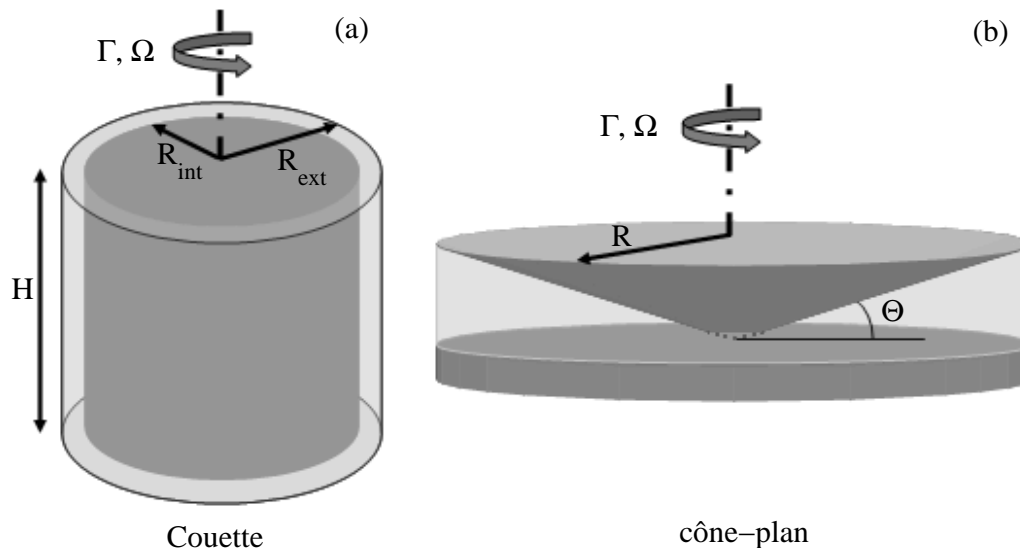 (a)
Γ, Ω
R_int
R_ext
H
Couette
(b)
Γ, Ω
R
Θ
cône−plan